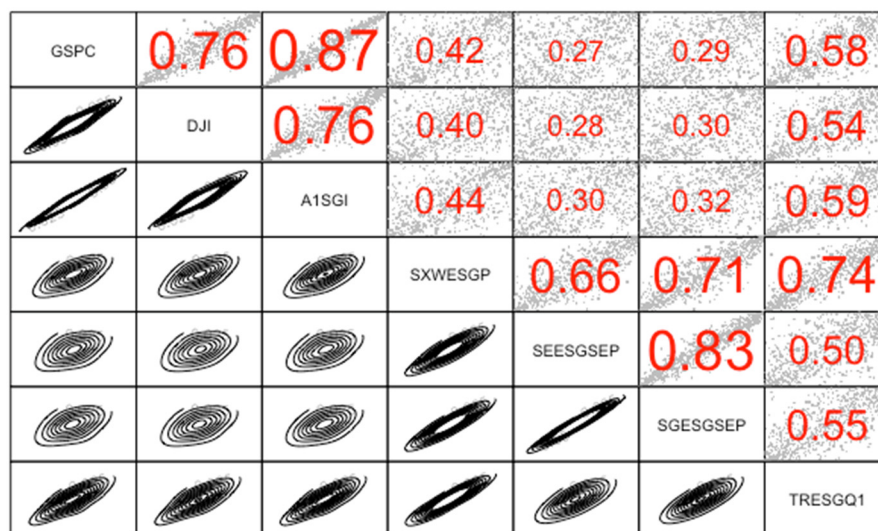 GSPC 0.76 0.87 0.42 0.27 0.29 0.58
DJI 0.76 0.40 0.28 0.30 0.54
A1SGI 0.44 0.30 0.32 0.59
SXWESGP 0.66 0.71 0.74
SEESGSEP 0.83 0.50
SGESGSEP 0.55
TRESGQ1